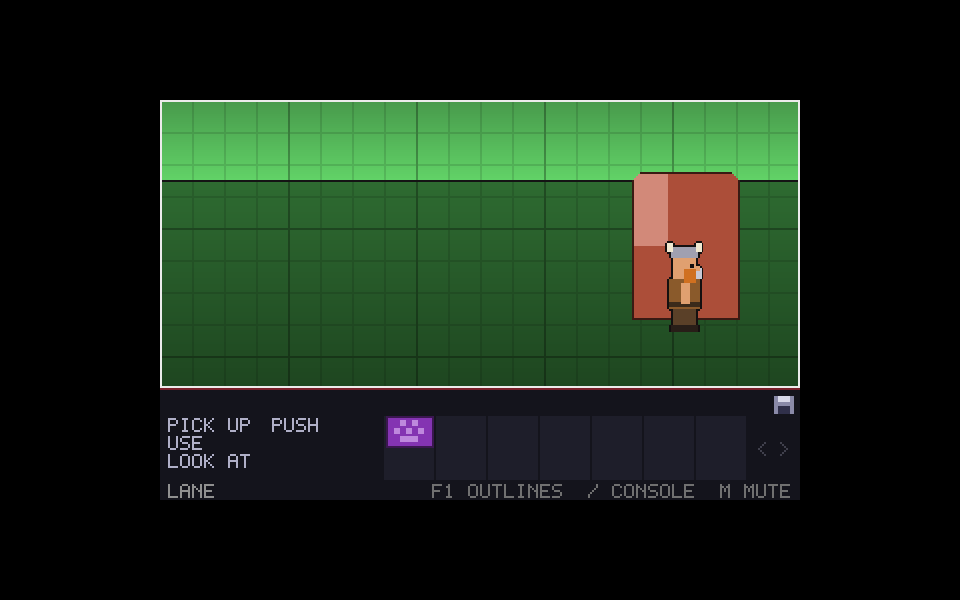 PICK UP PUSH
USE
LOOK AT
LANE F1 OUTLINES / CONSOLE M MUTE